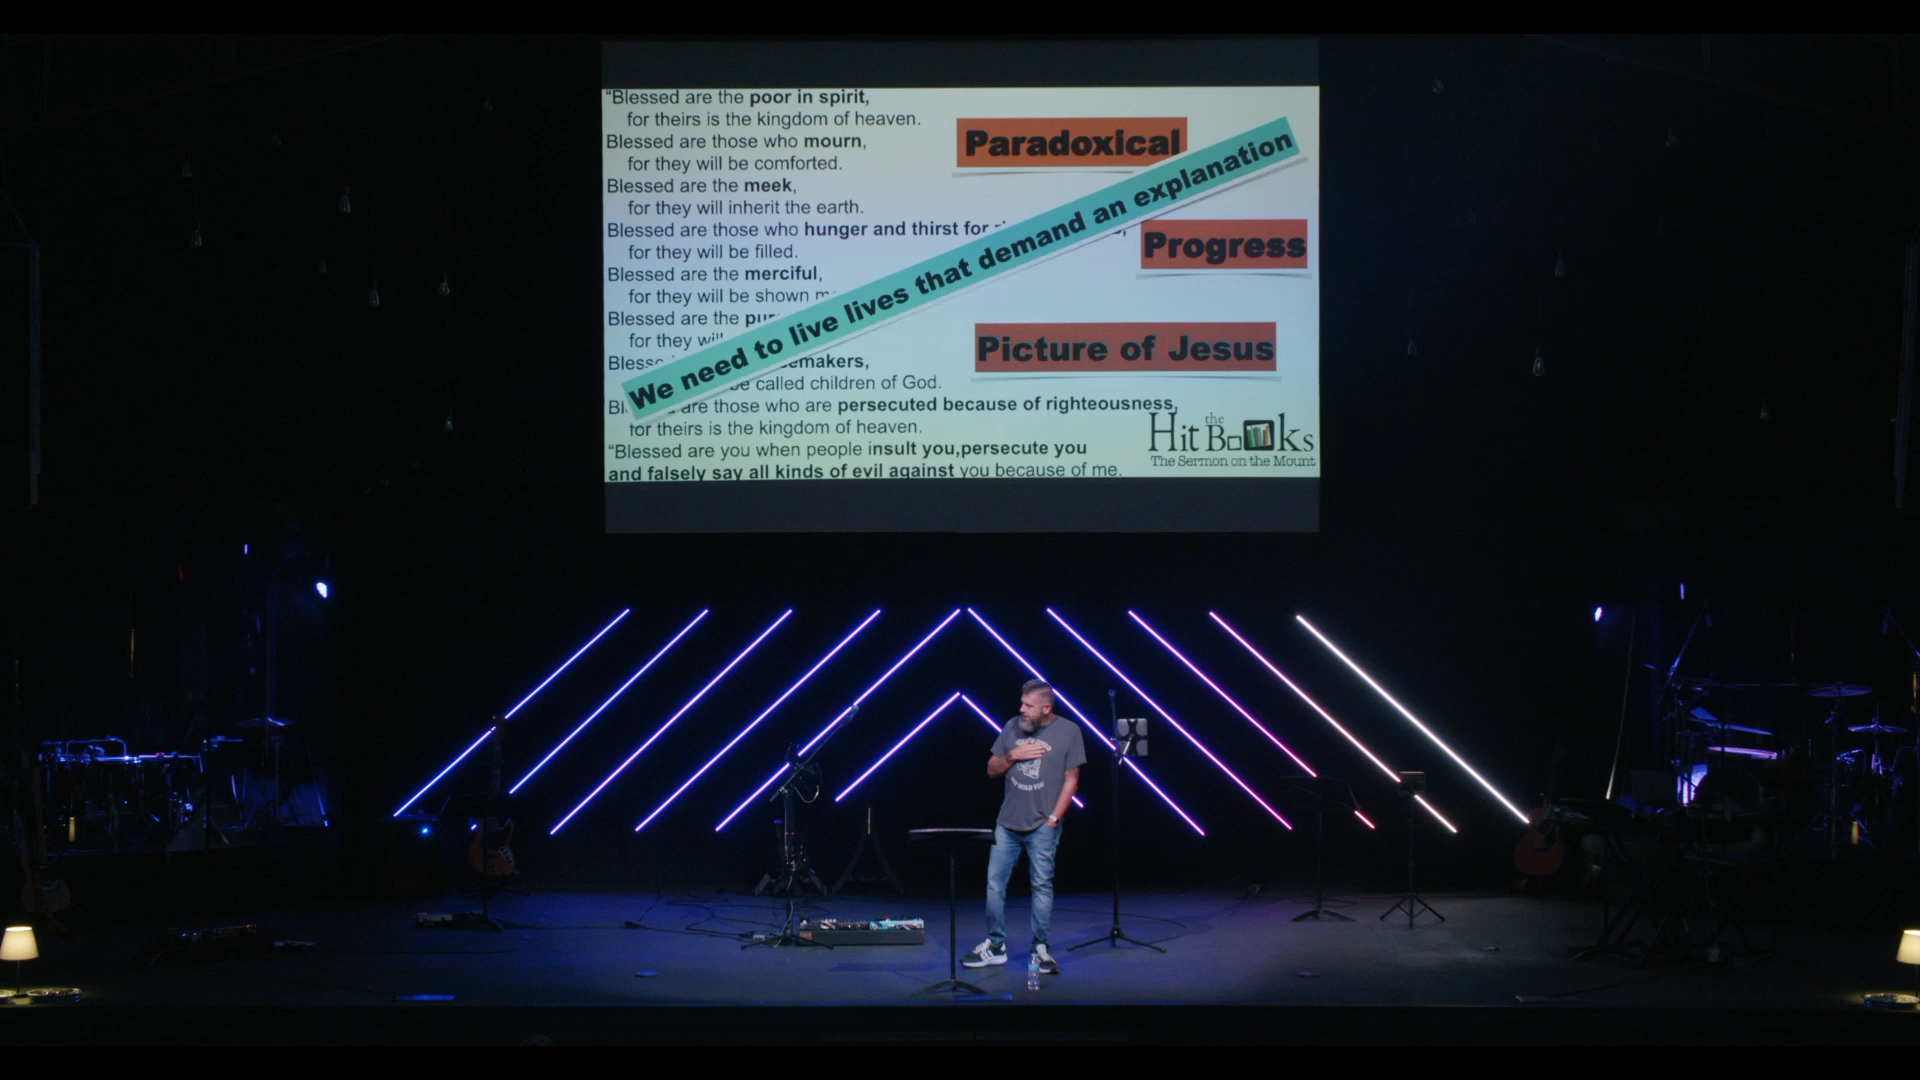 “Blessed are the poor in spirit,
for theirs is the kingdom of heaven.
Blessed are those who mourn,
for they will be comforted.
Blessed are the meek,
for they will inherit the earth.
Blessed are those who hunger and thirst for
for they will be filled.
Blessed are the merciful,
for they will be shown
Blessed are the
for they
emakers,
be called children of God.
are those who are persecuted because of righteousness,
for theirs is the kingdom of heaven.
“Blessed are you when people insult you,persecute you
and falsely say all kinds of evil against you because of me.
We need to live lives that demand an explanation
Paradoxical
Progress
Picture of Jesus
the
Hit Books
The Sermon on the Mount
HOLD YOU